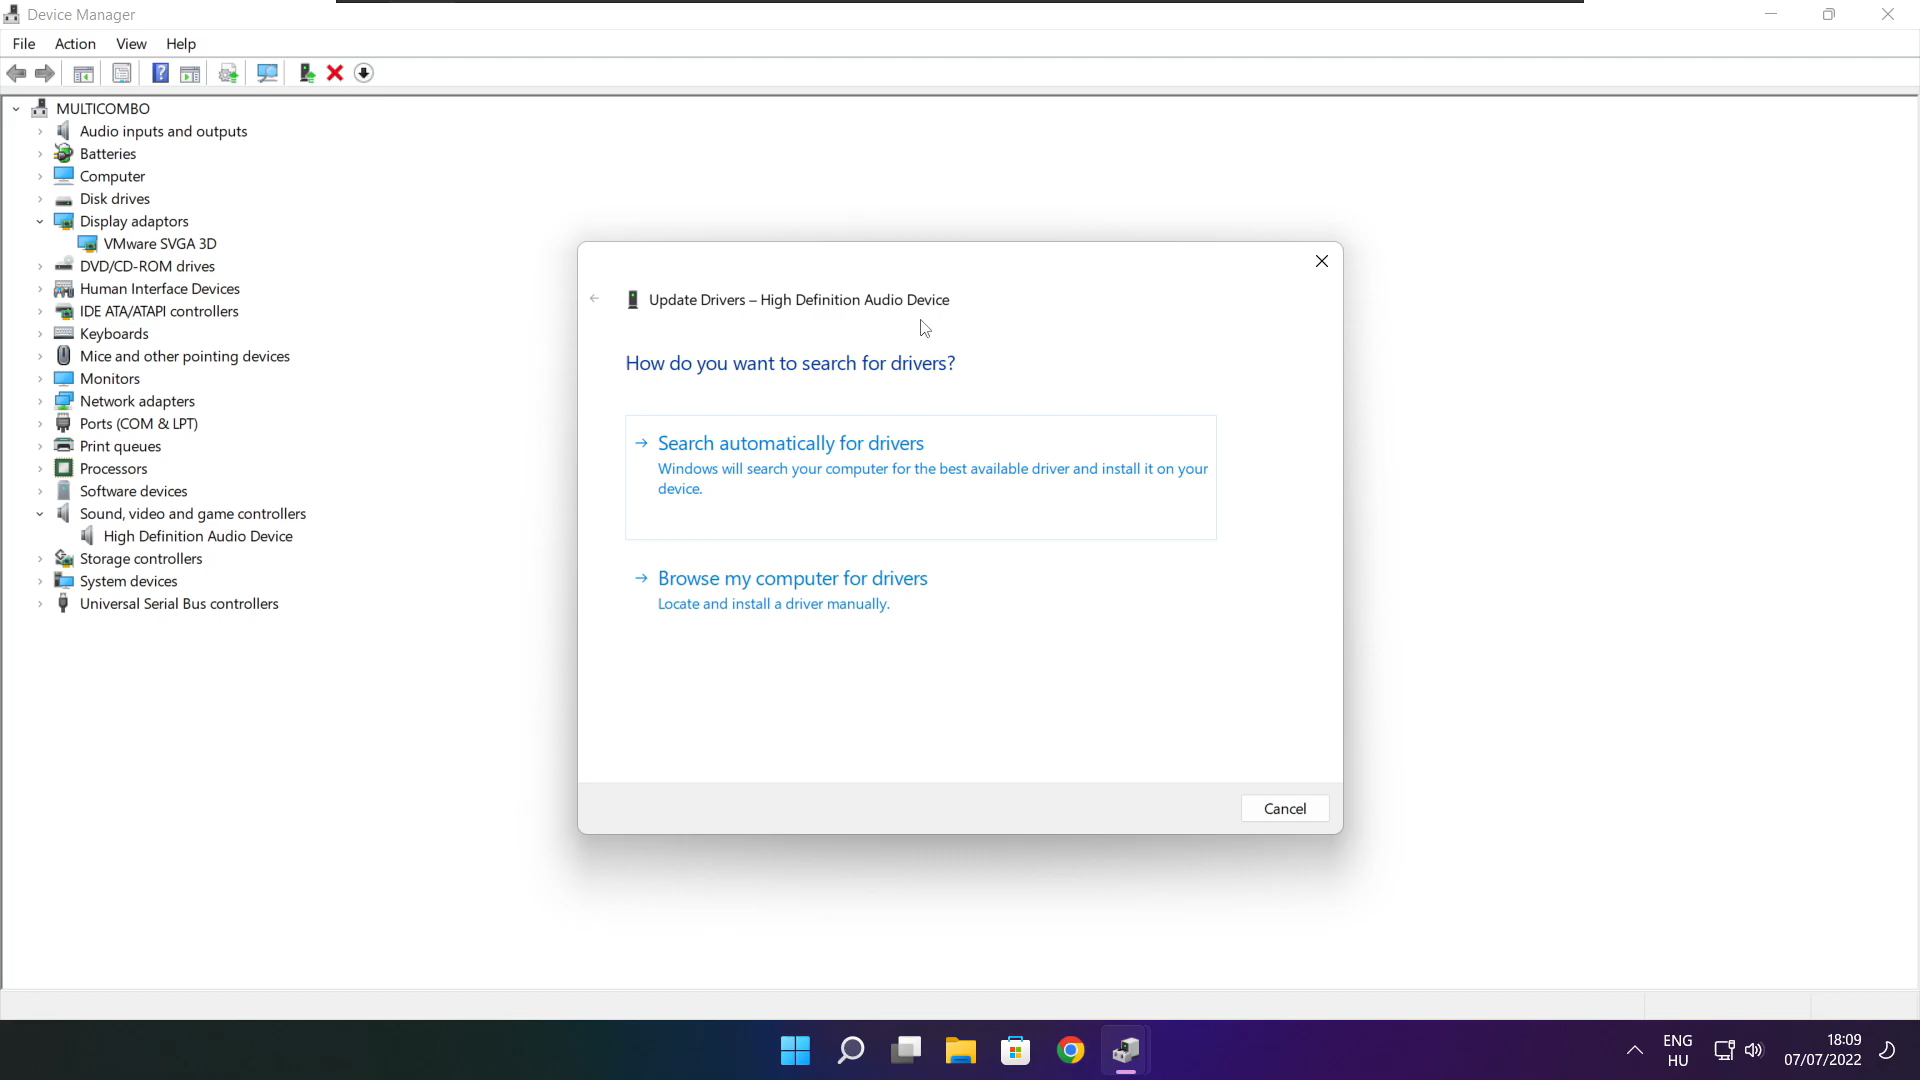 Device Manager
File Action View Help
MULTICOMBO
Audio inputs and outputs
Batteries
Computer
Disk drives
Display adaptors
VMware SVGA 3D
DVD/CD-ROM drives
Human Interface Devices
IDE ATA/ATAPI controllers
Keyboards
Mice and other pointing devices
Monitors
Network adapters
Ports (COM & LPT)
Print queues
Processors
Software devices
Sound, video and game controllers
High Definition Audio Device
Storage controllers
System devices
Universal Serial Bus controllers
Update Drivers – High Definition Audio Device
How do you want to search for drivers?
Search automatically for drivers
Windows will search your computer for the best available driver and install it on your
device.
Browse my computer for drivers
Locate and install a driver manually.
Cancel
ENG
HU
18:09
07/07/2022